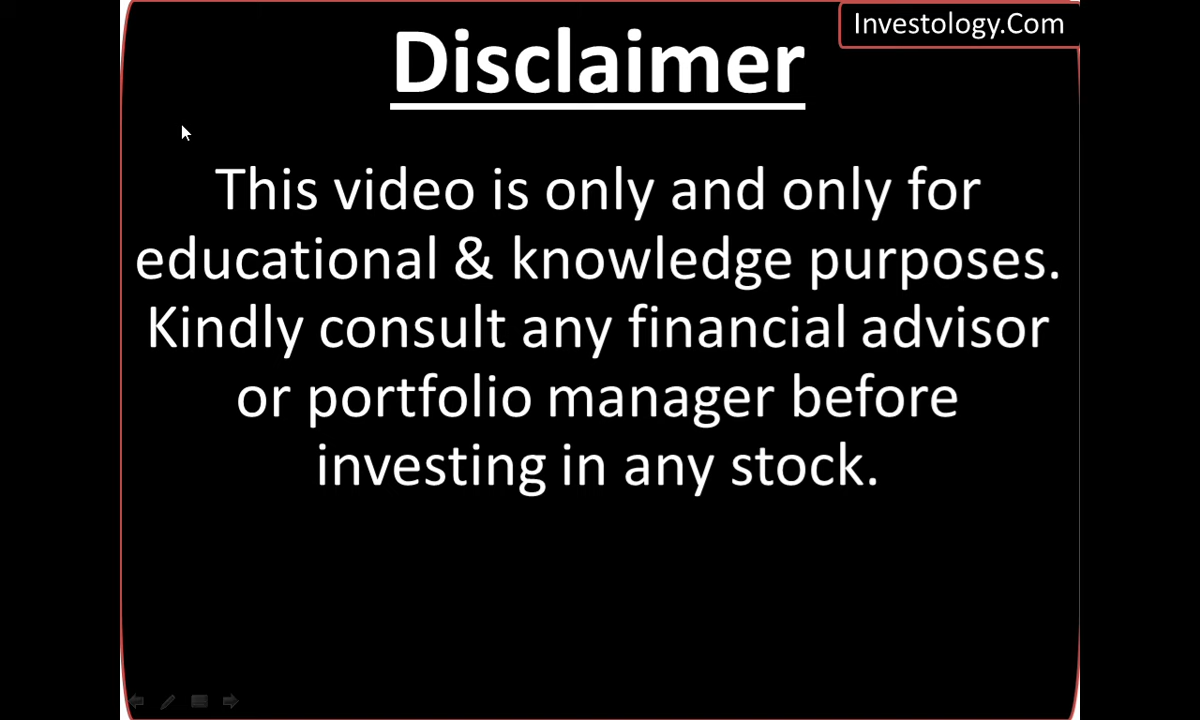 Investology.Com
Disclaimer
This video is only and only for
educational & knowledge purposes.
Kindly consult any financial advisor
or portfolio manager before
investing in any stock.